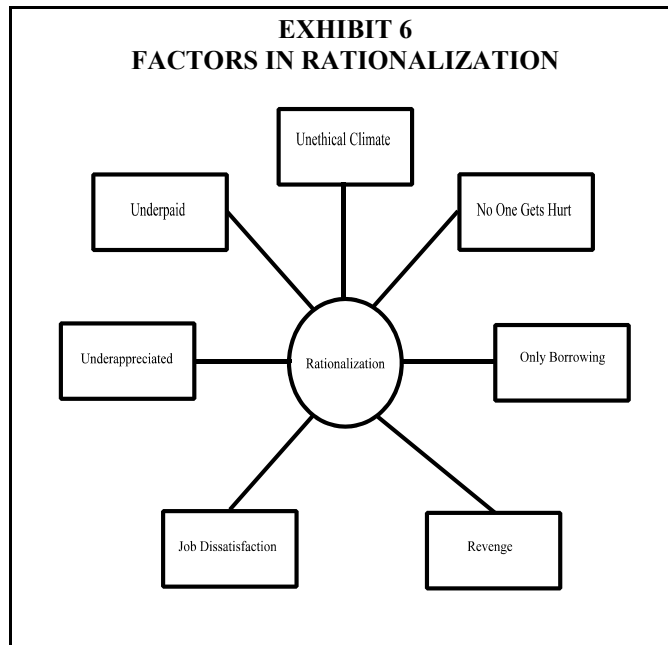 EXHIBIT 6
FACTORS IN RATIONALIZATION
Unethical Climate
Underpaid
No One Gets Hurt
Underappreciated
Rationalization
Only Borrowing
Job Dissatisfaction
Revenge